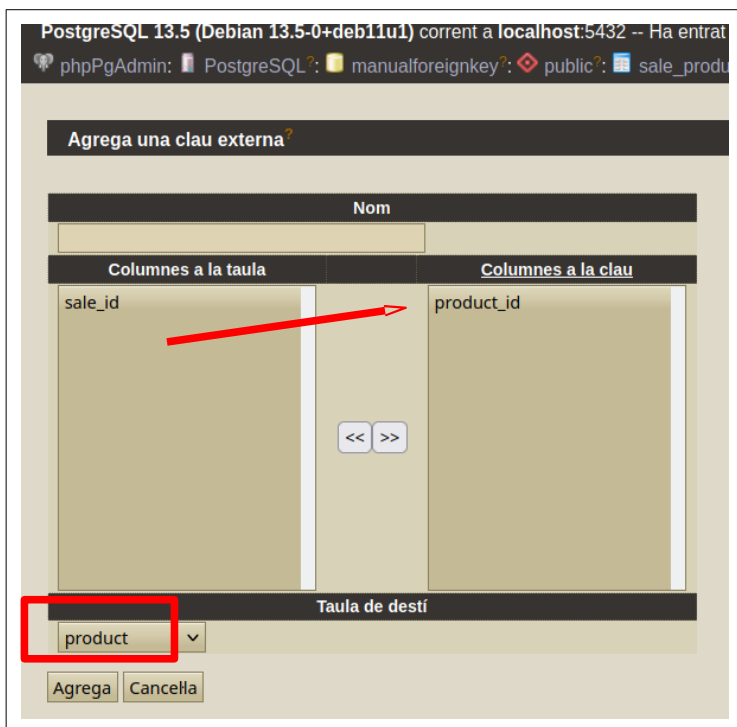 PostgreSQL 13.5 (Debian 13.5-0+deb11u1) corrent a localhost:5432 -- Ha entrat
phpPgAdmin: PostgreSQL?: manualforeignkey?: public?: sale_produ
Agrega una clau externa?
Nom
Columnes a la taula Columnes a la clau
sale_id product_id
<< >>
Taula de destí
product
Agrega Cancel·la